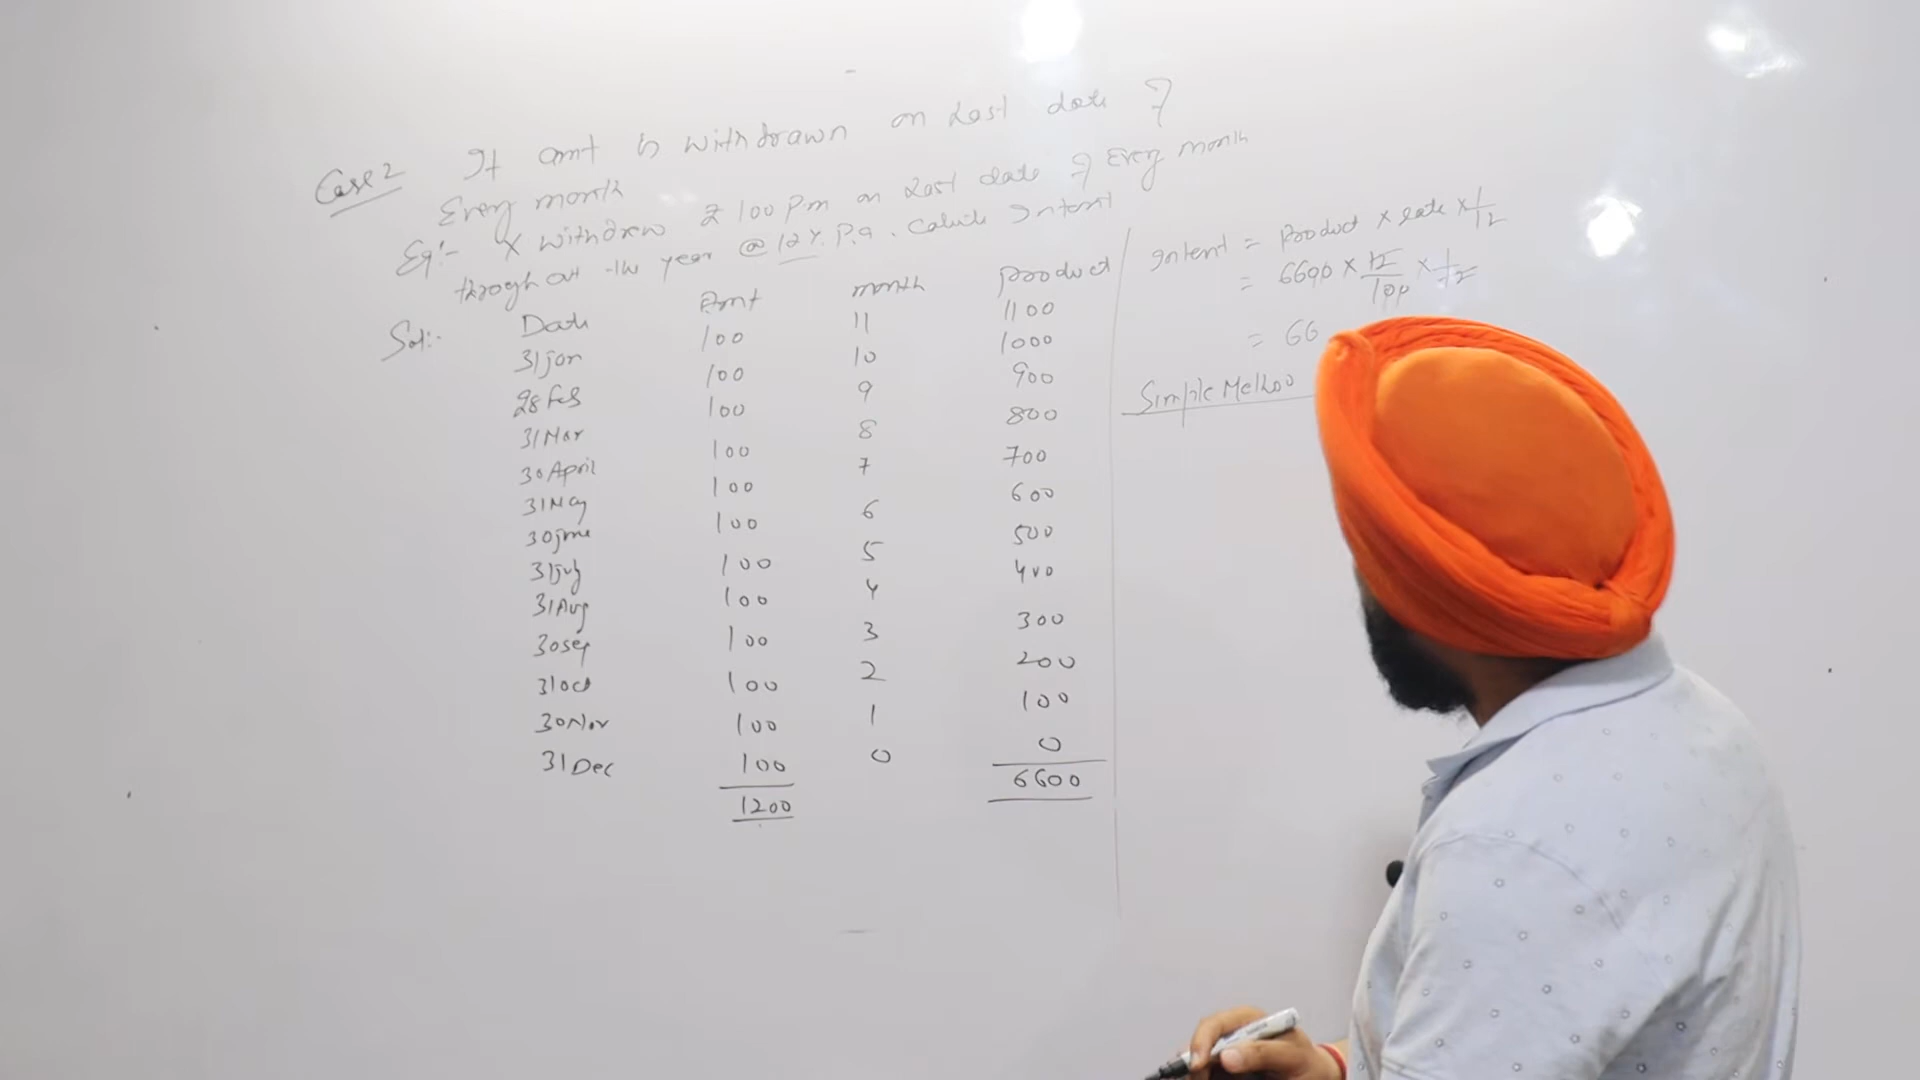 Case 2 If amt is withdrawn on Last date of
Every month
Eg:- X withdrew ₹ 100 P.m on Last date of Every month
througout the year @ 12 % P.a. Calculate Interest
Sol:- Date Amt month Product
31 Jan 100 11 1100
28 Feb 100 10 1000
31 Mar 100 9 900
30 April 100 8 800
31 May 100 7 700
30 June 100 6 600
31 July 100 5 500
31 Aug 100 4 400
30 Sep 100 3 300
31 Oct 100 2 200
30 Nov 100 1 100
31 Dec 100 0 0
1200 6600
Interest = Product × rate × 1/12
= 6600 × 12/100 × 1/12
= 66
Simple Method